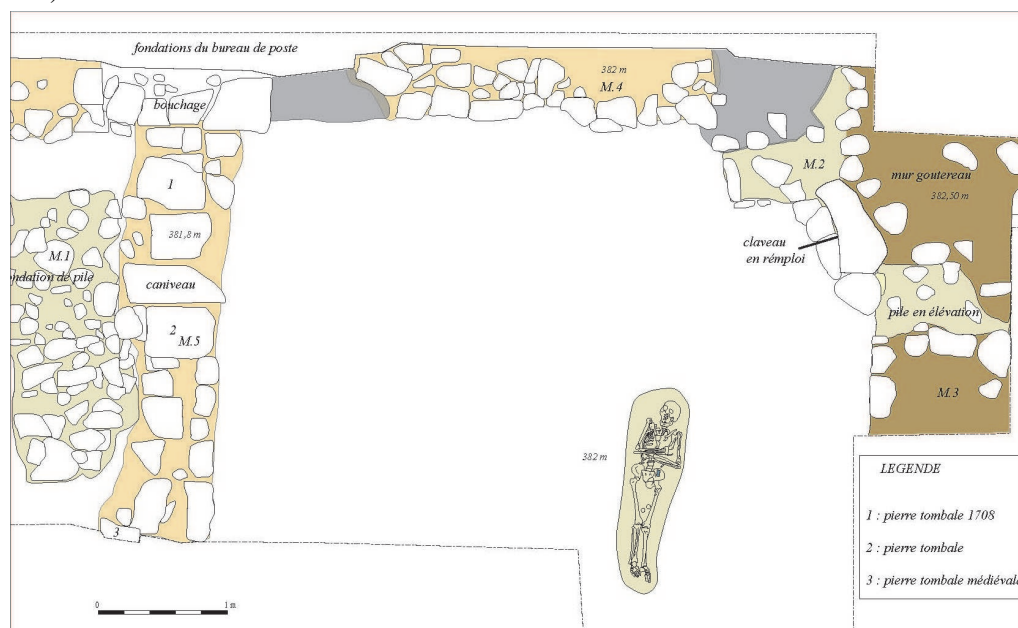 fondations du bureau de poste
bouchage
382 m
M.4
M.2
mur goutereau
382,50 m
1
381,8 m
M.1
ndation de pile
caniveau
claveau
en rémploi
pile en élévation
2
M.5
M.3
382 m
3
LEGENDE
1 : pierre tombale 1708
2 : pierre tombale
3 : pierre tombale médiévale
0
1 m